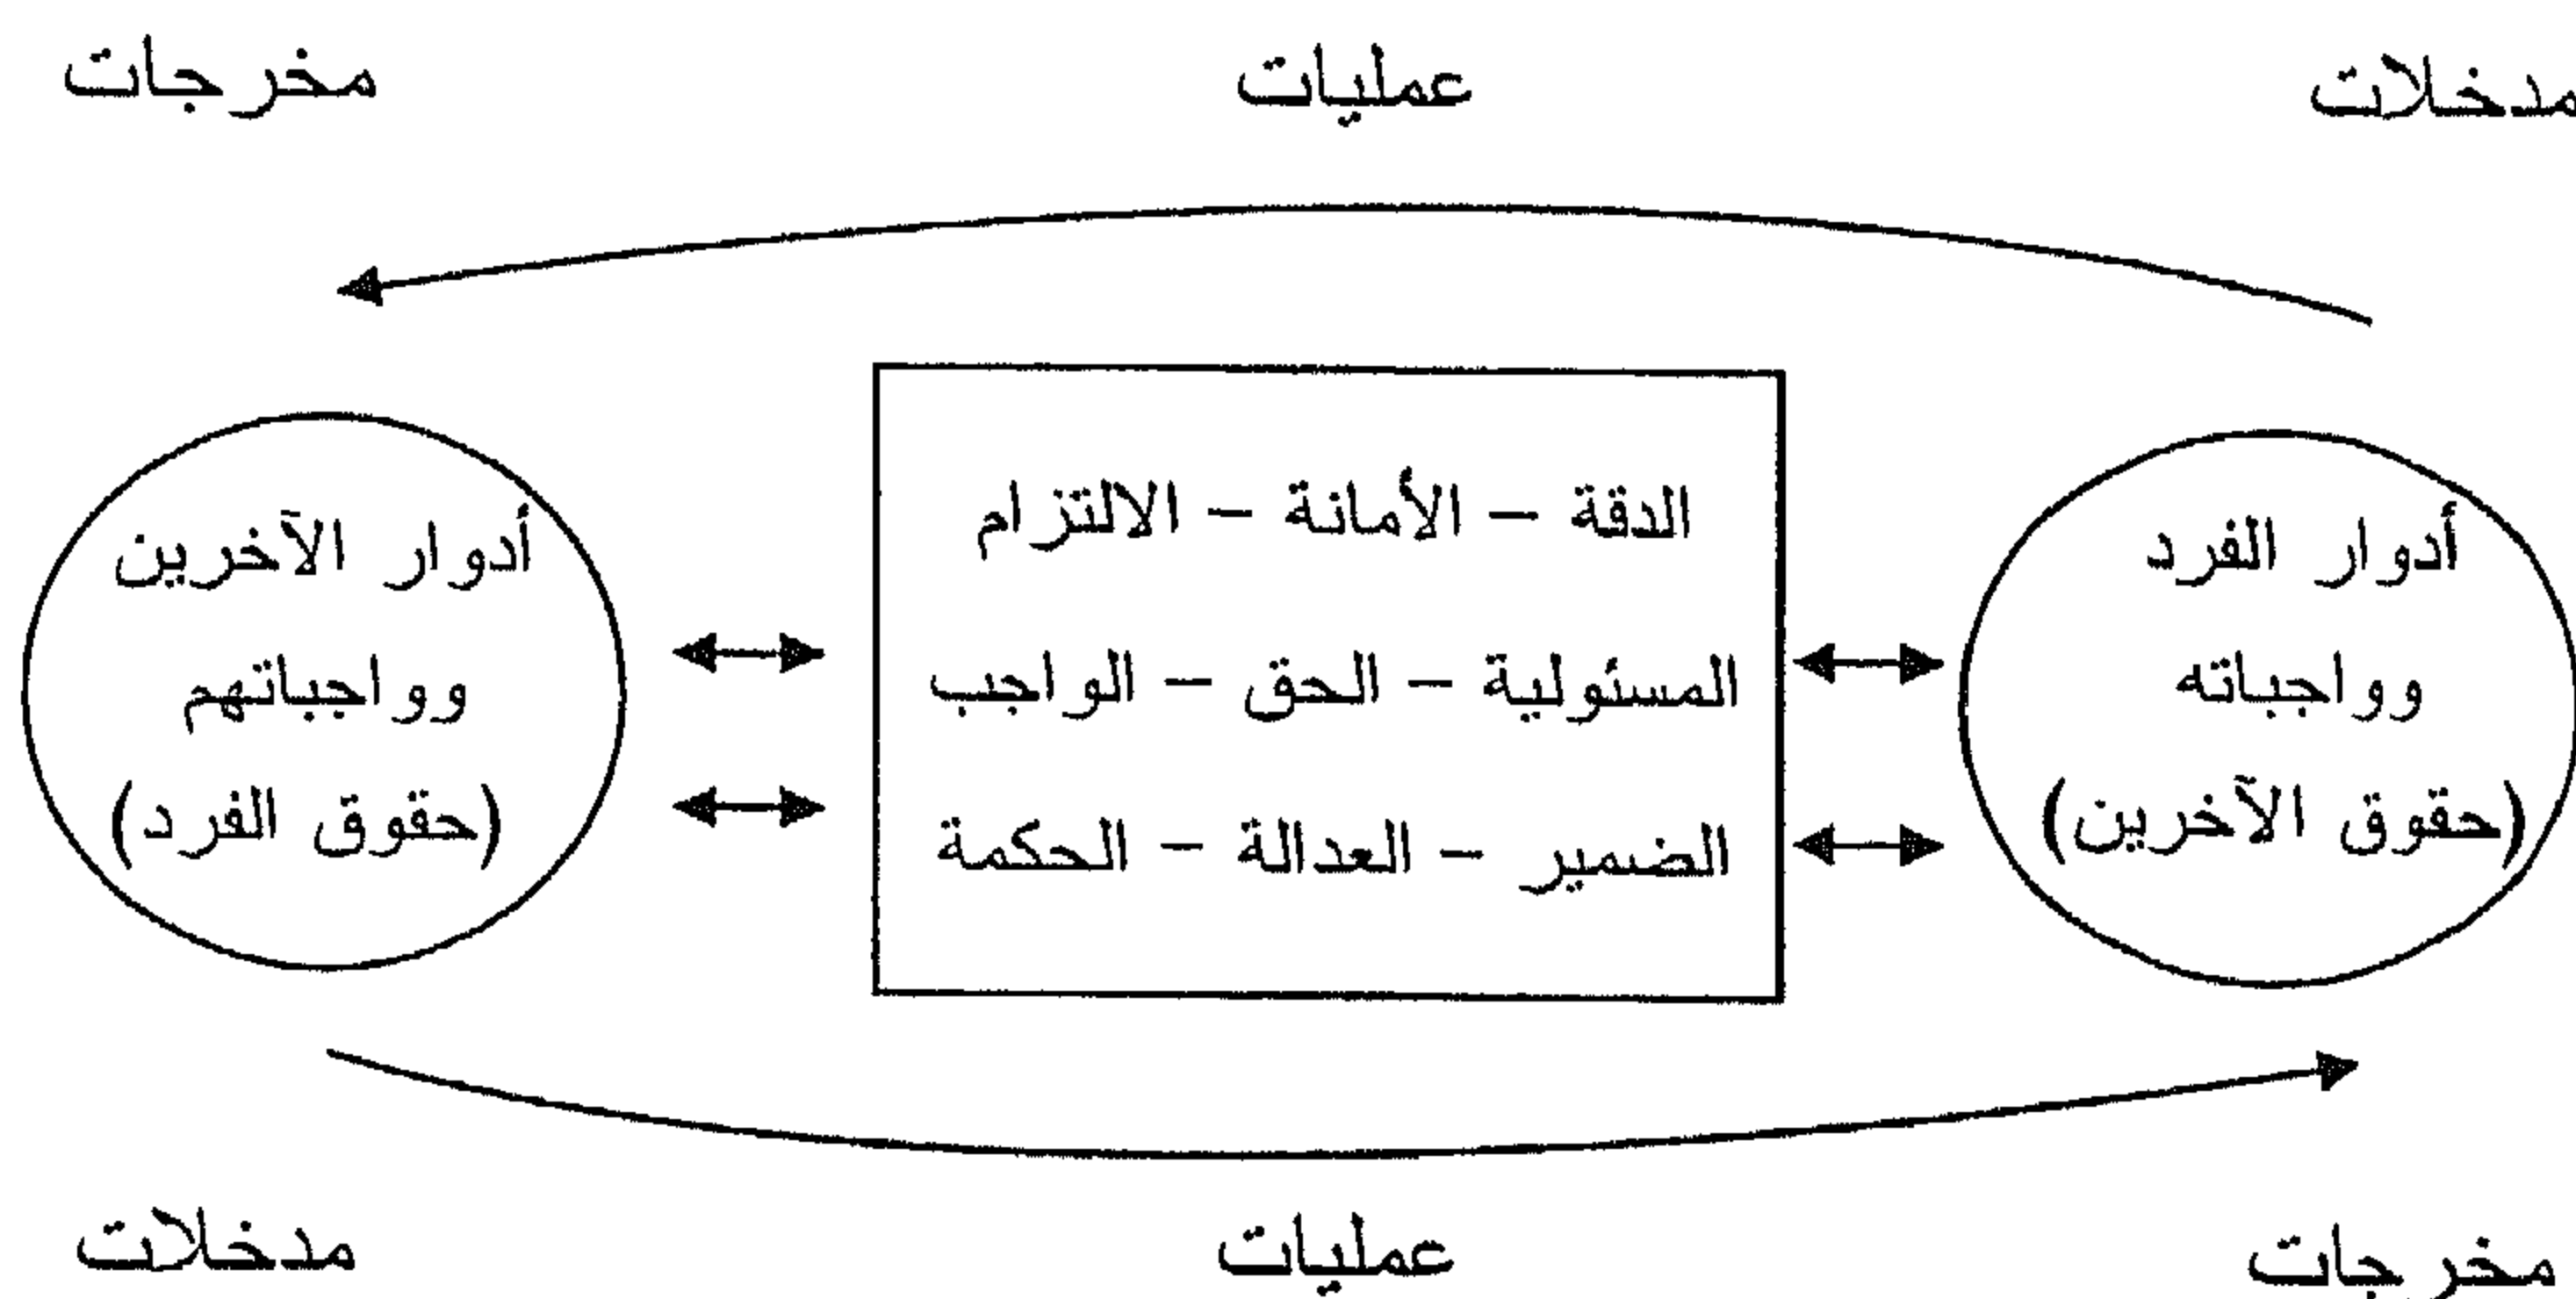 مدخلات
عمليات
مخرجات
أدوار الفرد
وواجباته
(حقوق الآخرين)
الدقة – الأمانة – الالتزام
المسئولية – الحق – الواجب
الضمير – العدالة – الحكمة
أدوار الآخرين
وواجباتهم
(حقوق الفرد)
مخرجات
عمليات
مدخلات